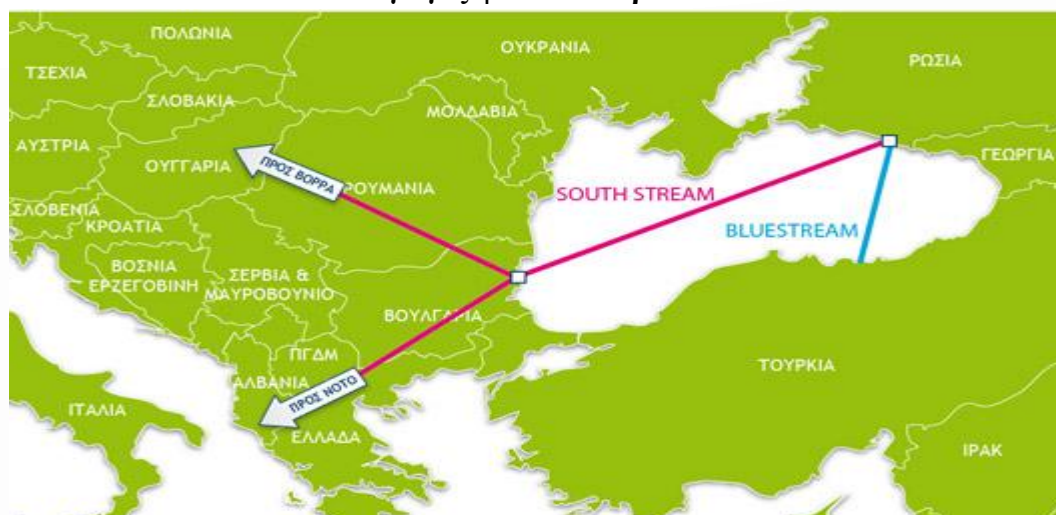 ΠΟΛΩΝΙΑ
ΟΥΚΡΑΝΙΑ
ΡΩΣΙΑ
ΤΣΕΧΙΑ
ΣΛΟΒΑΚΙΑ
ΜΟΛΔΑΒΙΑ
ΑΥΣΤΡΙΑ
ΟΥΓΓΑΡΙΑ
ΠΡΟΣ ΒΟΡΡΑ
ΓΕΩΡΓΙΑ
ΡΟΥΜΑΝΙΑ
SOUTH STREAM
ΣΛΟΒΕΝΙΑ
ΚΡΟΑΤΙΑ
BLUESTREAM
ΒΟΣΝΙΑ
ΕΡΖΕΓΟΒΙΝΗ
ΣΕΡΒΙΑ &
ΜΑΥΡΟΒΟΥΝΙΟ
ΒΟΥΛΓΑΡΙΑ
ΠΓΔΜ
ΤΟΥΡΚΙΑ
ΑΛΒΑΝΙΑ
ΠΡΟΣ ΝΟΤΟ
ΙΤΑΛΙΑ
ΕΛΛΑΔΑ
ΙΡΑΚ